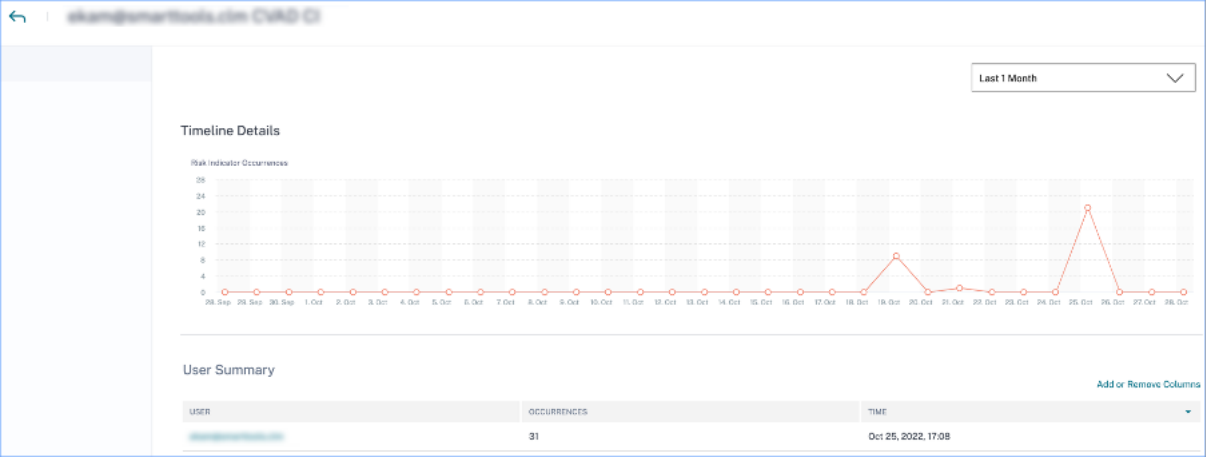 Last 1 Month
Timeline Details
Risk Indicator Occurrences
28
24
20
16
12
8
4
0
28. Sep 29. Sep 30. Sep 1. Oct 2. Oct 3. Oct 4. Oct 5. Oct 6. Oct 7. Oct 8. Oct 9. Oct 10. Oct 11. Oct 12. Oct 13. Oct 14. Oct 15. Oct 16. Oct 17. Oct 18. Oct 19. Oct 20. Oct 21. Oct 22. Oct 23. Oct 24. Oct 25. Oct 26. Oct 27. Oct 28. Oct
User Summary
Add or Remove Columns
USER OCCURRENCES TIME
31 Oct 25, 2022, 17:08